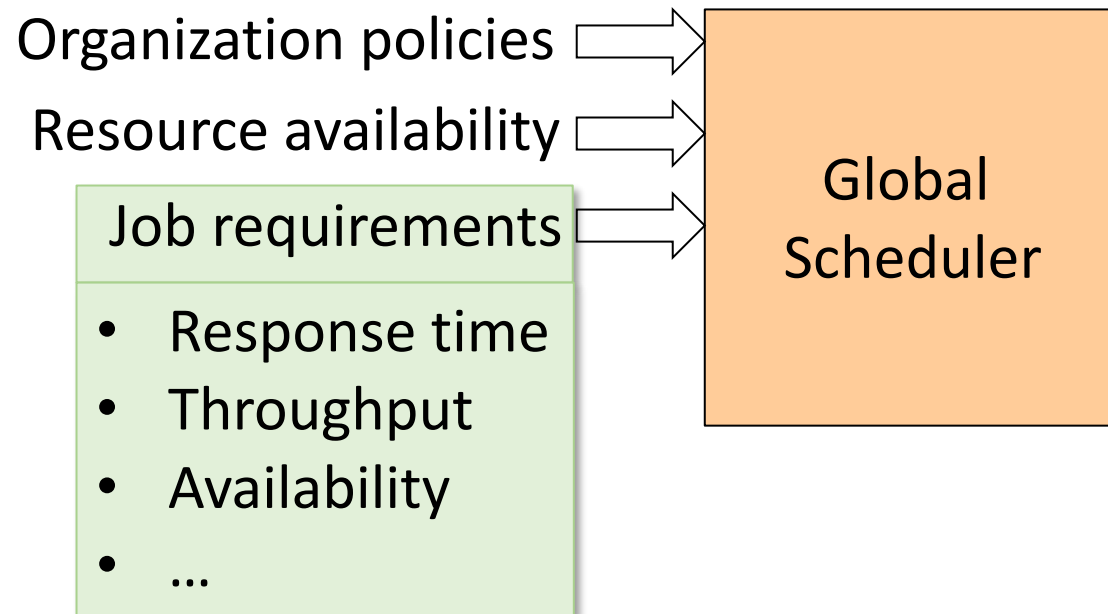 Organization policies
Resource availability
Job requirements
• Response time
• Throughput
• Availability
• ...
Global
Scheduler